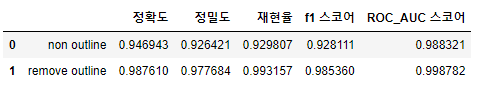 정확도 정밀도 재현율 f1 스코어 ROC_AUC 스코어
0 non outline 0.946943 0.926421 0.929807 0.928111 0.988321
1 remove outline 0.987610 0.977684 0.993157 0.985360 0.998782